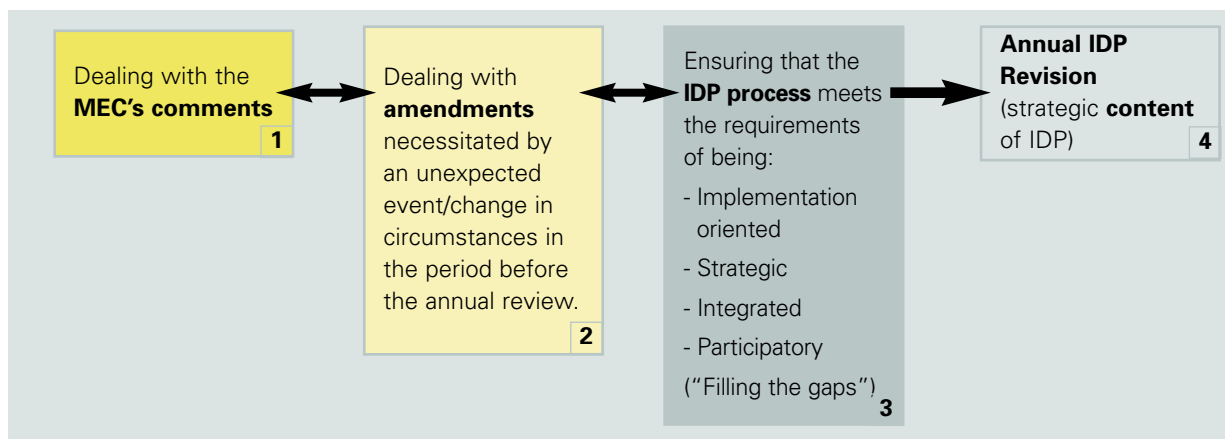 Dealing with the
MEC's comments
1
Dealing with
amendments
necessitated by
an unexpected
event/change in
circumstances in
the period before
the annual review.
2
Ensuring that the
IDP process meets
the requirements
of being:
- Implementation
oriented
- Strategic
- Integrated
- Participatory
(“Filling the gaps”)
3
Annual IDP
Revision
(strategic content
of IDP)
4